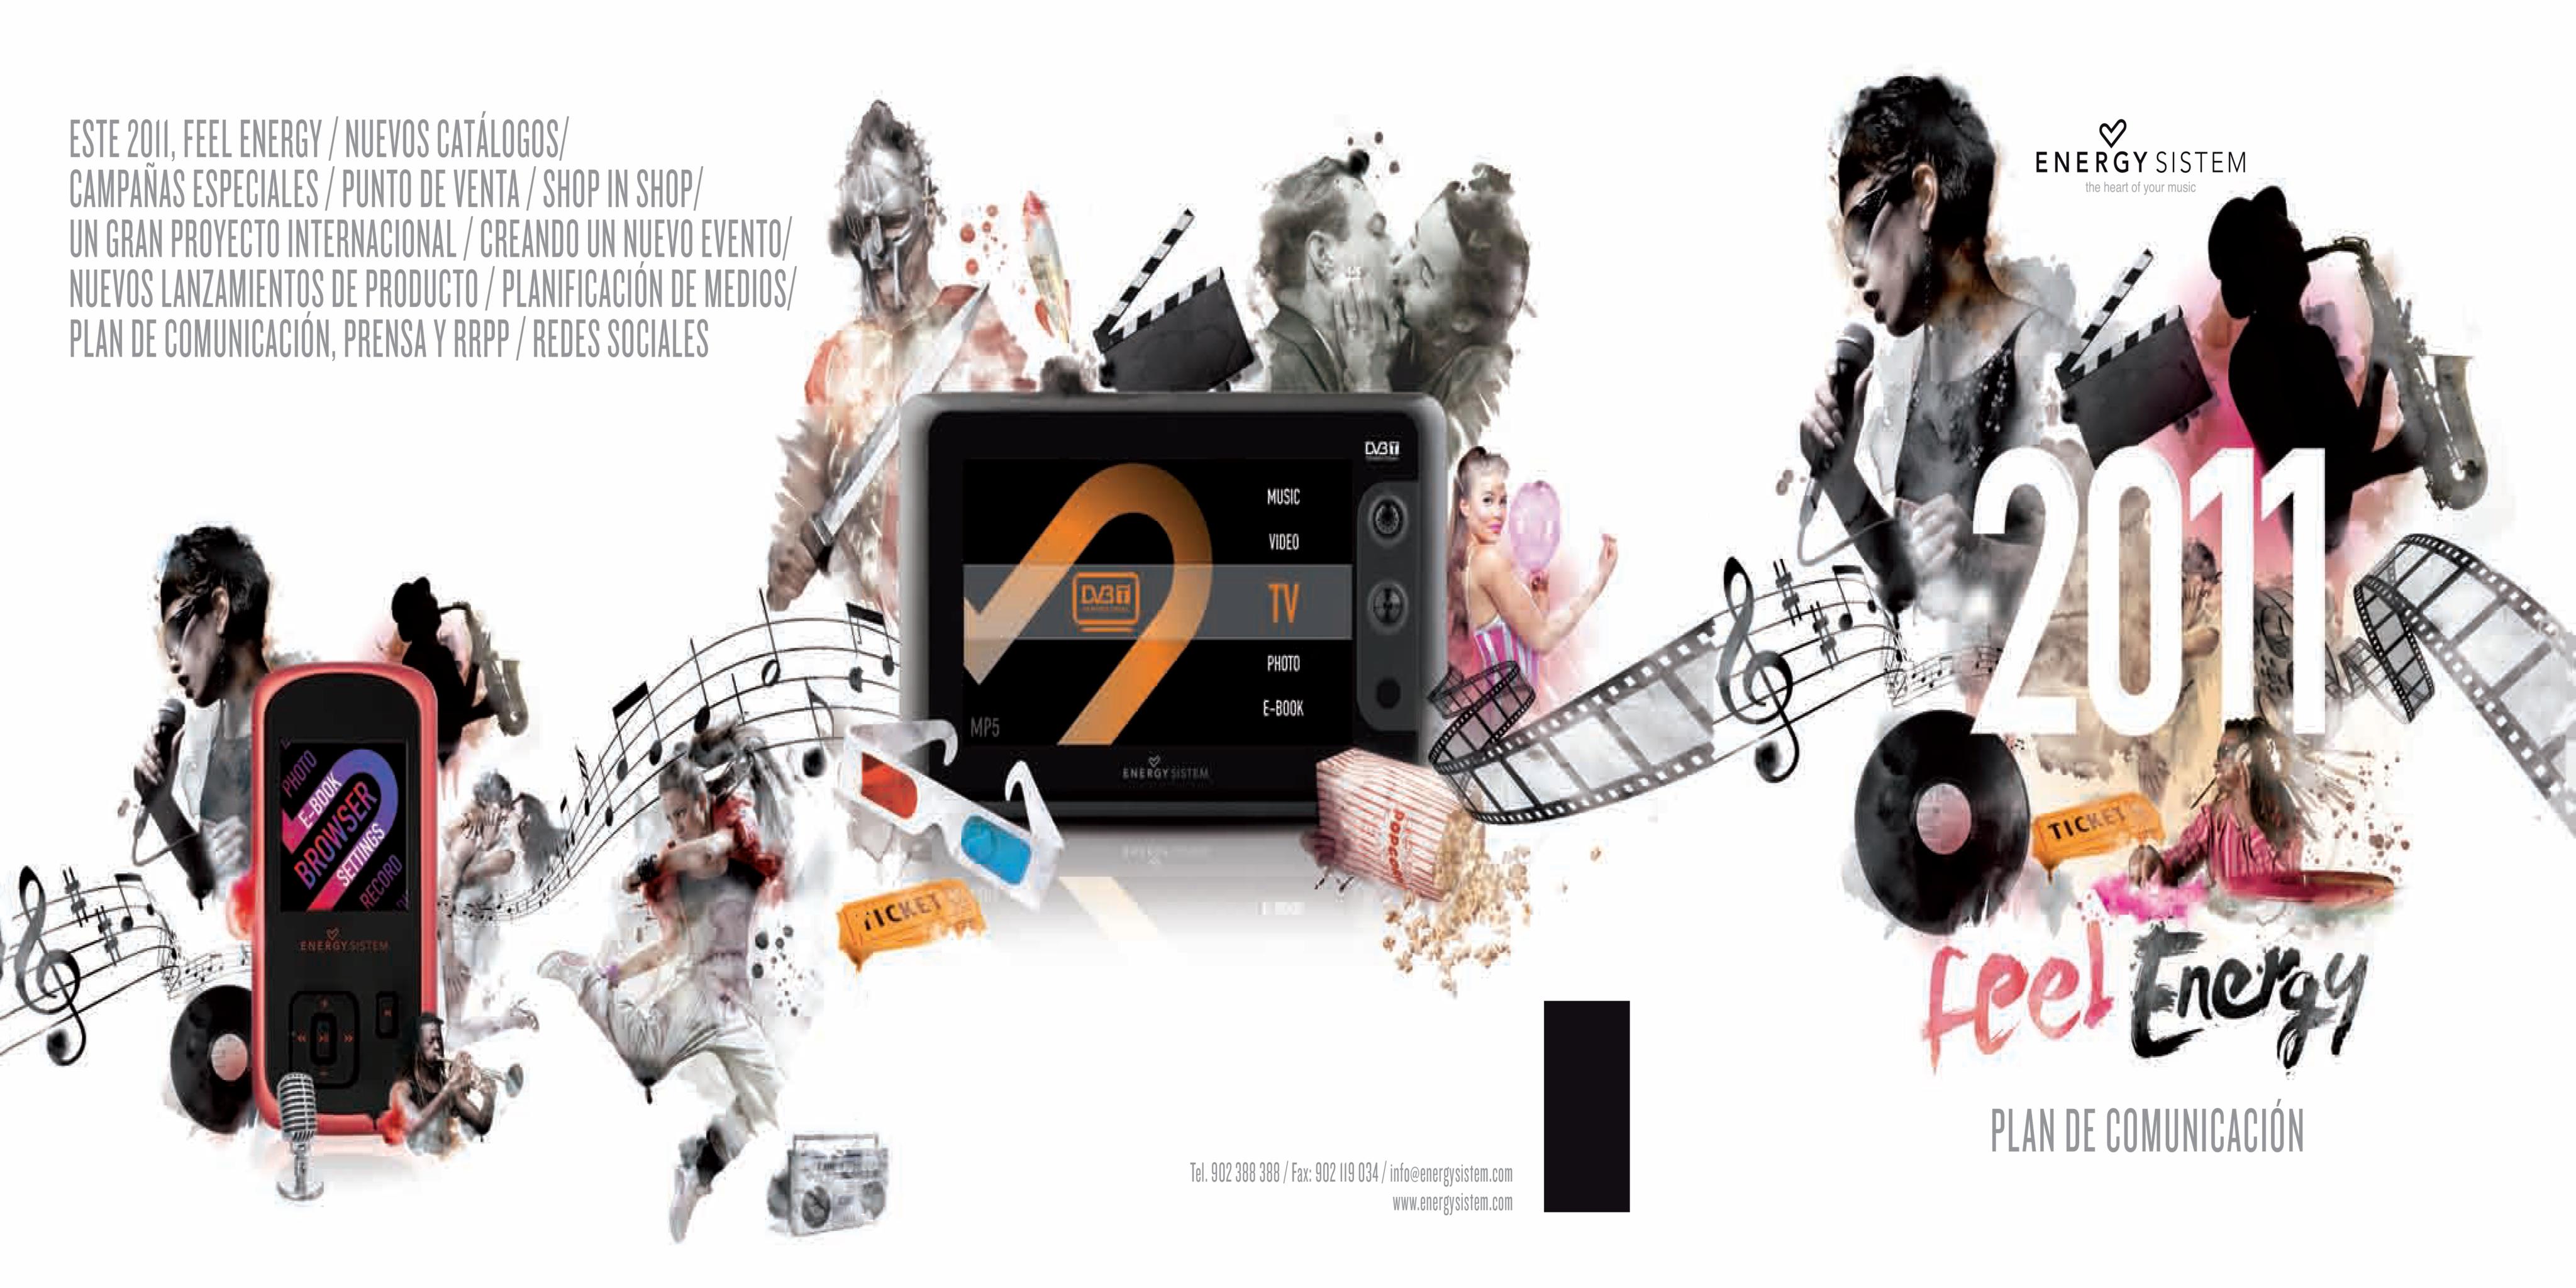 ESTE 2011, FEEL ENERGY / NUEVOS CATÁLOGOS/
CAMPAÑAS ESPECIALES / PUNTO DE VENTA / SHOP IN SHOP/
UN GRAN PROYECTO INTERNACIONAL / CREANDO UN NUEVO EVENTO/
NUEVOS LANZAMIENTOS DE PRODUCTO / PLANIFICACIÓN DE MEDIOS/
PLAN DE COMUNICACIÓN, PRENSA Y RRPP / REDES SOCIALES
PHOTO
E-BOOK
BROWSER
SETTINGS
RECORD
ENERGY SISTEM
DVB T
MUSIC
VIDEO
DVB T
TV
PHOTO
E-BOOK
MP5
ENERGY SISTEM
TICKET
POPCORN
Tel. 902 388 388 / Fax: 902 119 034 / info@energysistem.com
www.energysistem.com
ENERGY SISTEM
the heart of your music
2011
TICKET
Feel Energy
PLAN DE COMUNICACIÓN